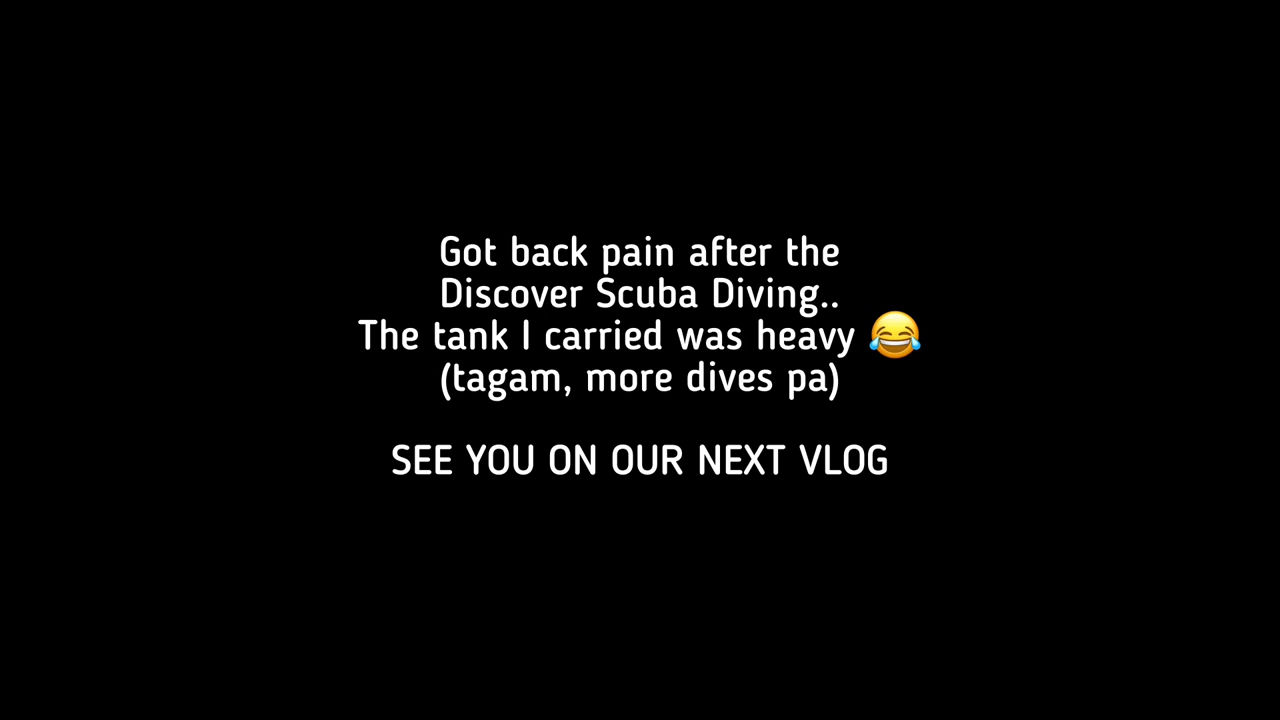 Got back pain after the
Discover Scuba Diving..
The tank I carried was heavy 😂
(tagam, more dives pa)
SEE YOU ON OUR NEXT VLOG